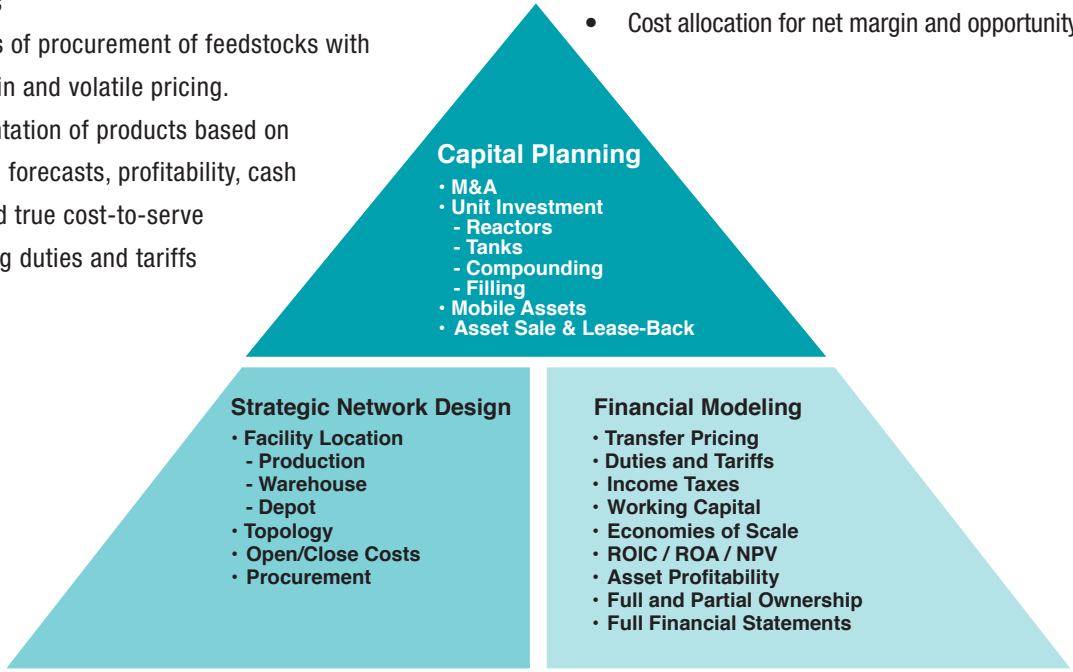 of procurement of feedstocks with
in and volatile pricing.
of products based on
forecasts, profitability, cash
true cost-to-serve
duties and tariffs
• Cost allocation for net margin and opportunity
Capital Planning
· M&A
· Unit Investment
- Reactors
- Tanks
- Compounding
- Filling
· Mobile Assets
· Asset Sale & Lease-Back
Strategic Network Design
· Facility Location
- Production
- Warehouse
- Depot
· Topology
· Open/Close Costs
· Procurement
Financial Modeling
· Transfer Pricing
· Duties and Tariffs
· Income Taxes
· Working Capital
· Economies of Scale
· ROIC / ROA / NPV
· Asset Profitability
· Full and Partial Ownership
· Full Financial Statements